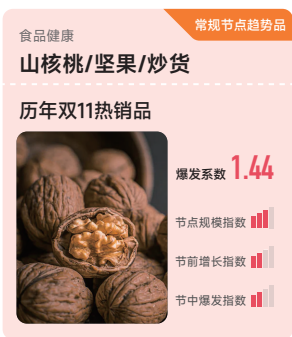 常规节点趋势品
食品健康
山核桃/坚果/炒货
历年双11热销品
爆发系数 1.44
节点规模指数
节前增长指数
节中爆发指数